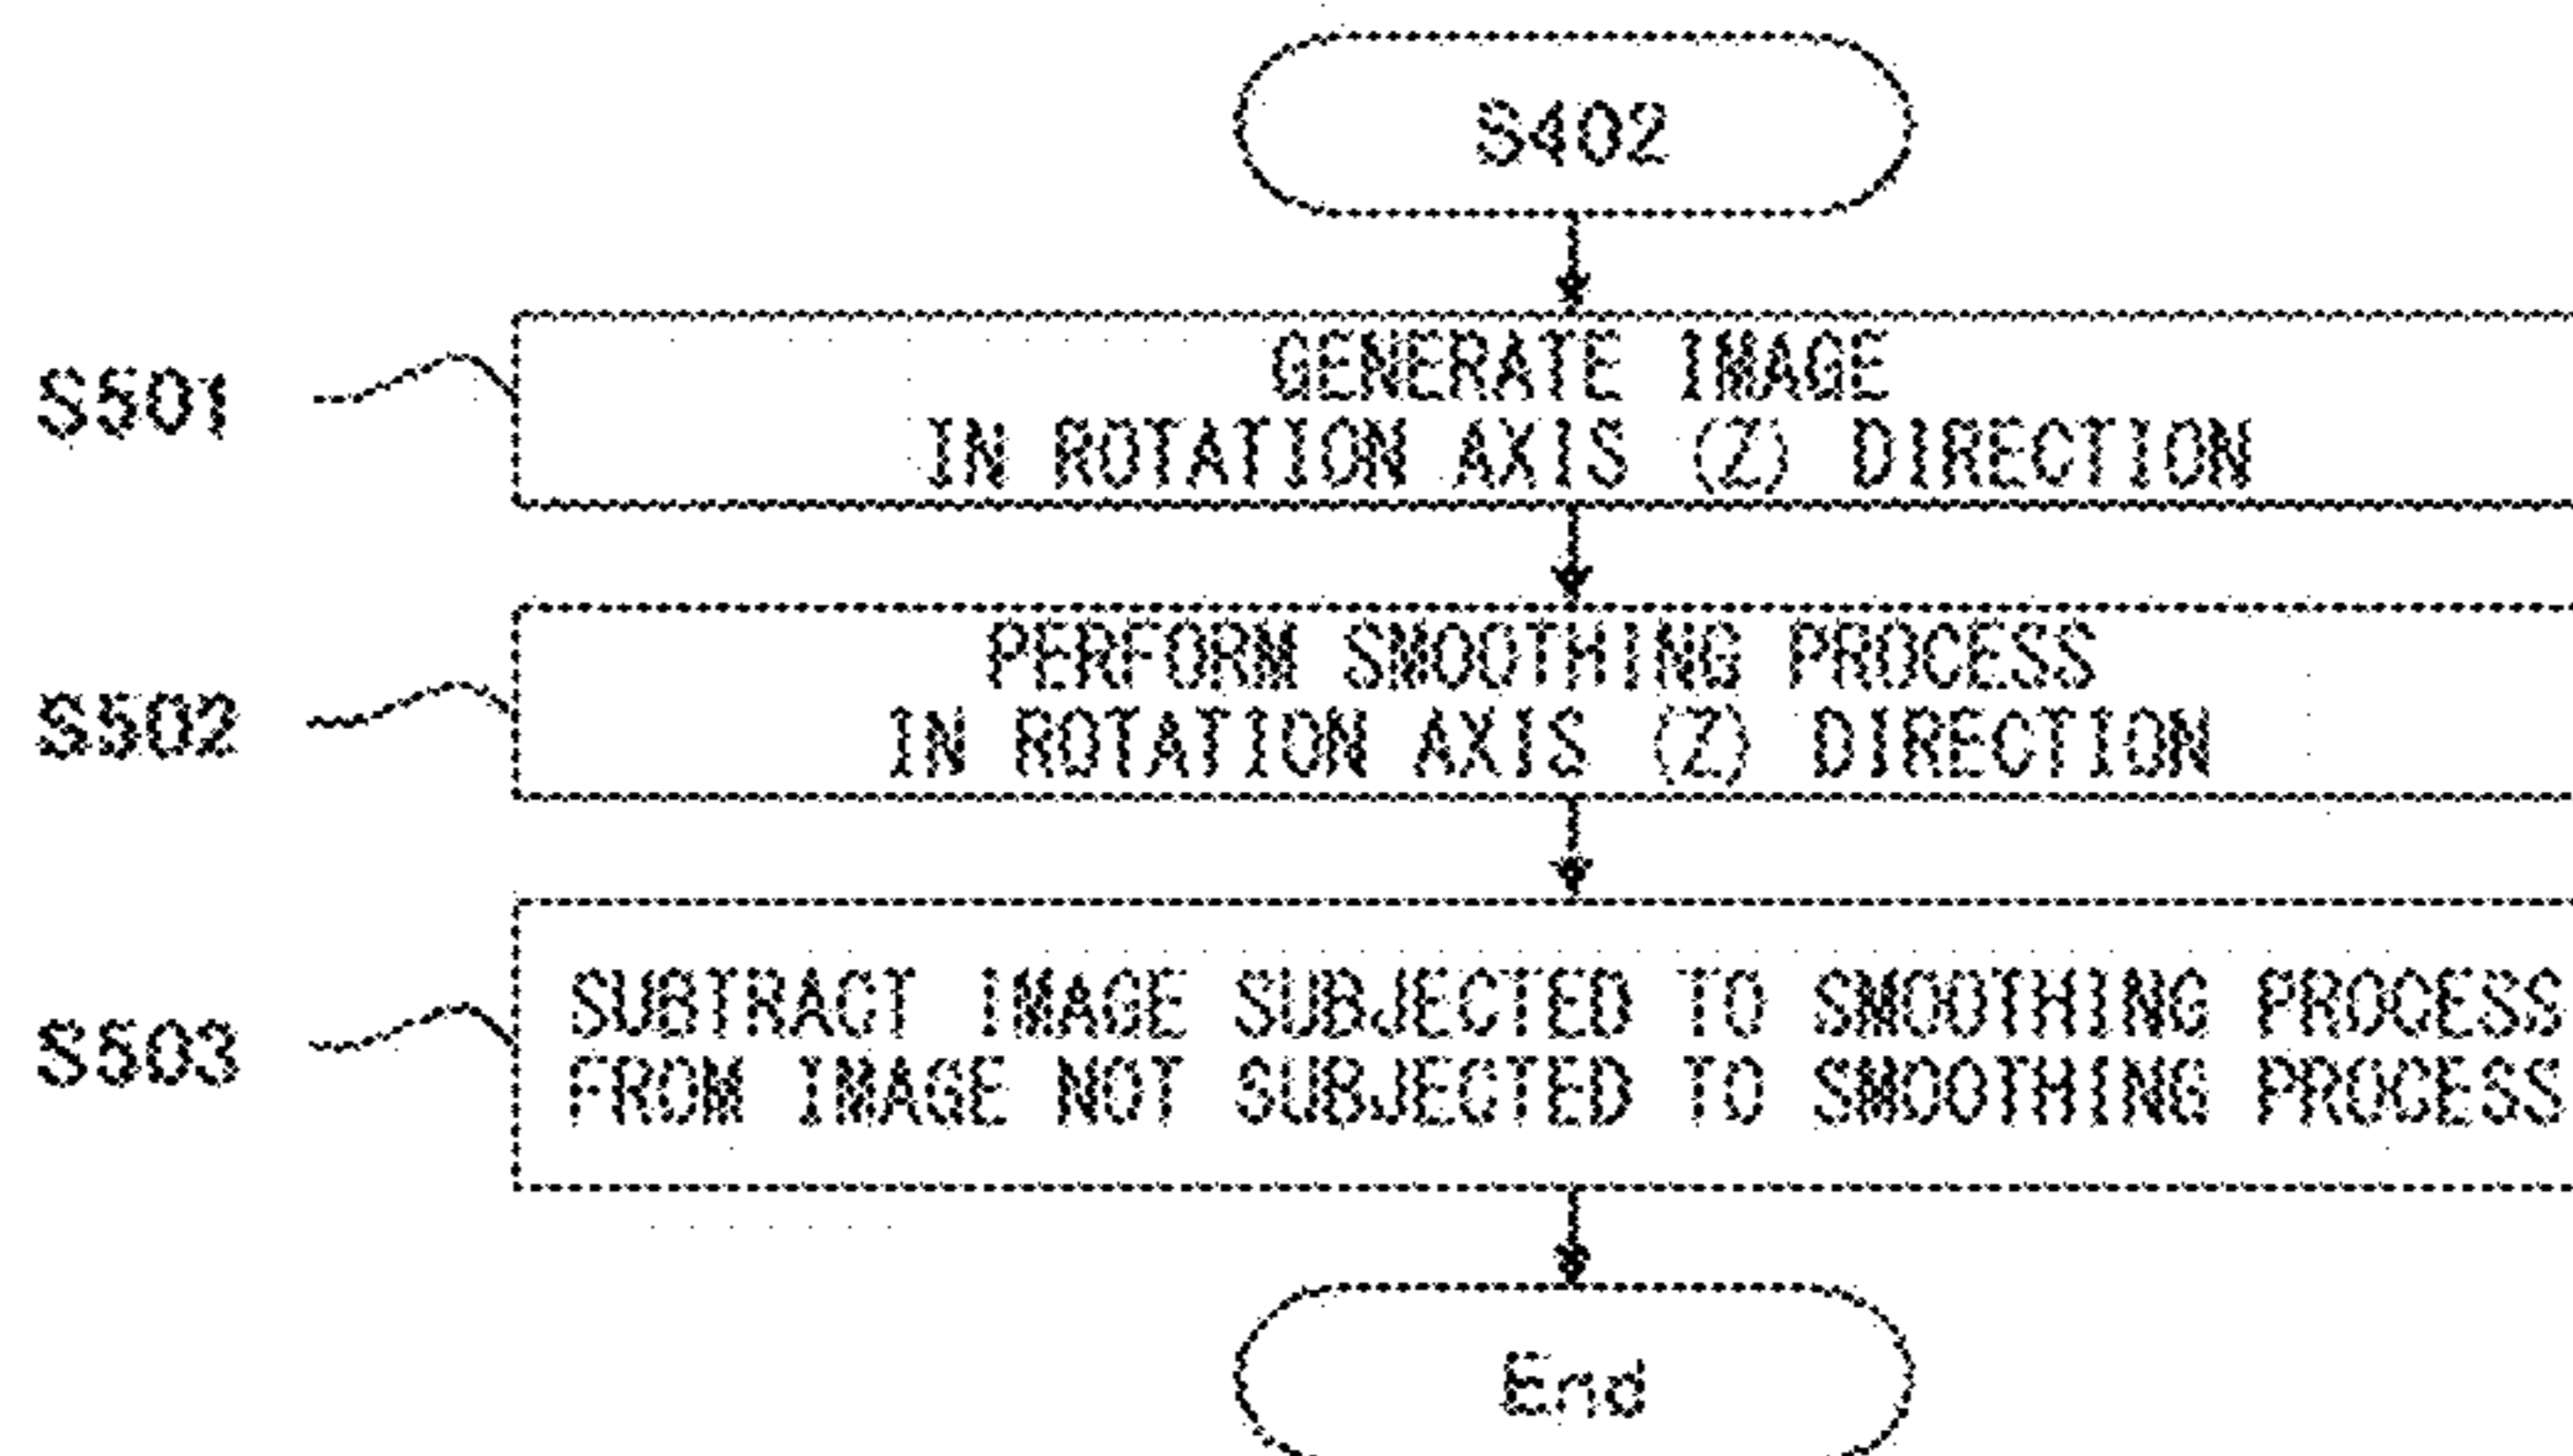 S402
S501
GENERATE IMAGE
IN ROTATION AXIS (Z) DIRECTION
S502
PERFORM SMOOTHING PROCESS
IN ROTATION AXIS (Z) DIRECTION
S503
SUBTRACT IMAGE SUBJECTED TO SMOOTHING PROCESS
FROM IMAGE NOT SUBJECTED TO SMOOTHING PROCESS
End